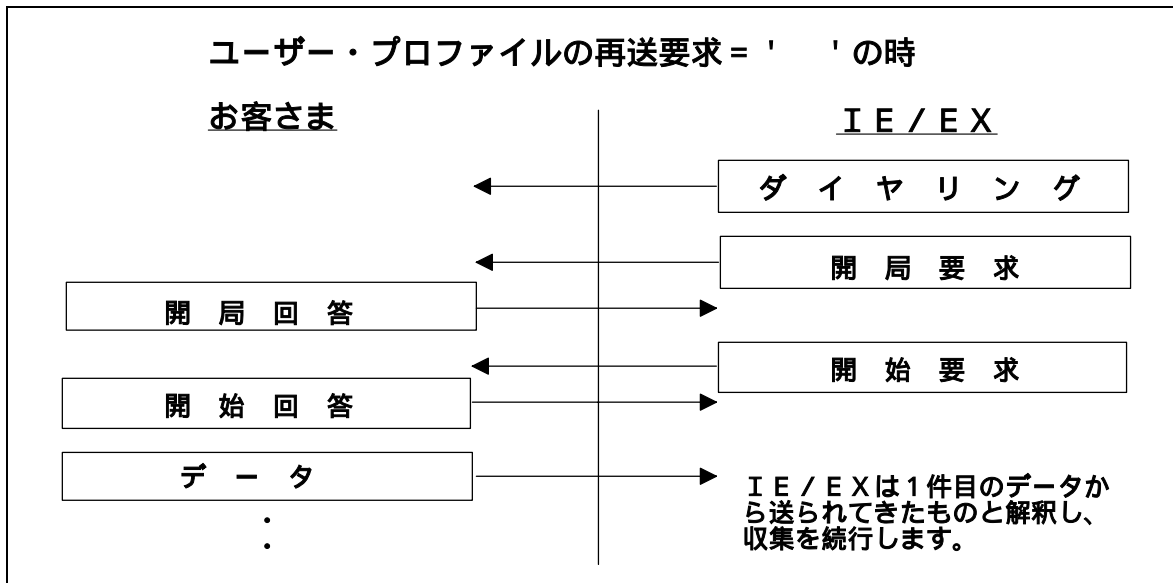 ユーザー・プロファイルの再送要求＝'　'の時
お客さま
ＩＥ／ＥＸ
ダイヤリング
開局要求
開局回答
開始要求
開始回答
データ
・
・
ＩＥ／ＥＸは１件目のデータか
ら送られてきたものと解釈し、
収集を続行します。